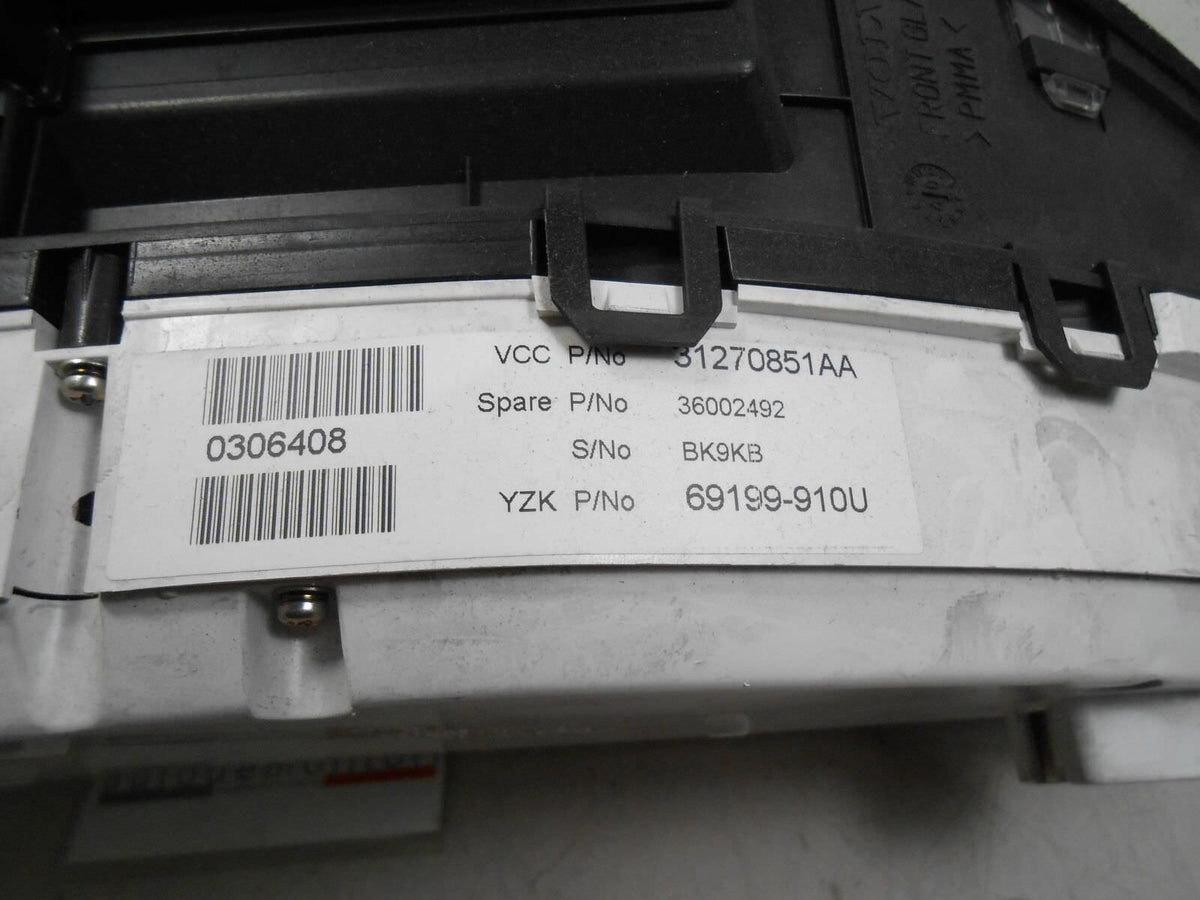 FRONT GLA
>PMMA<
VCC P/No 31270851AA
Spare P/No 36002492
0306408
S/No BK9KB
YZK P/No 69199-910U